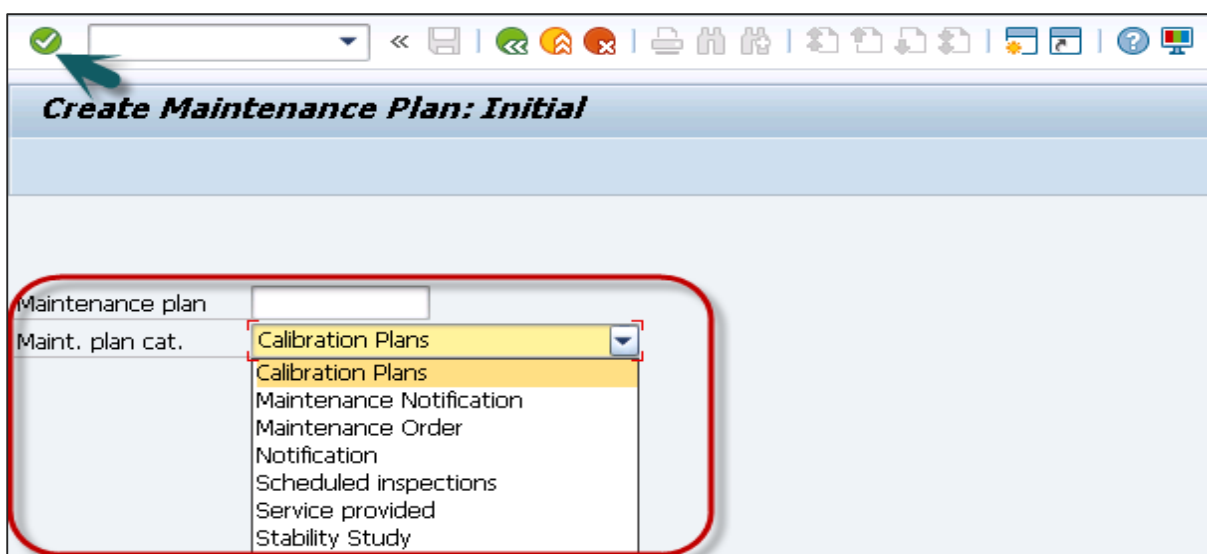 Create Maintenance Plan: Initial
Maintenance plan
Maint. plan cat. Calibration Plans
Calibration Plans
Maintenance Notification
Maintenance Order
Notification
Scheduled inspections
Service provided
Stability Study